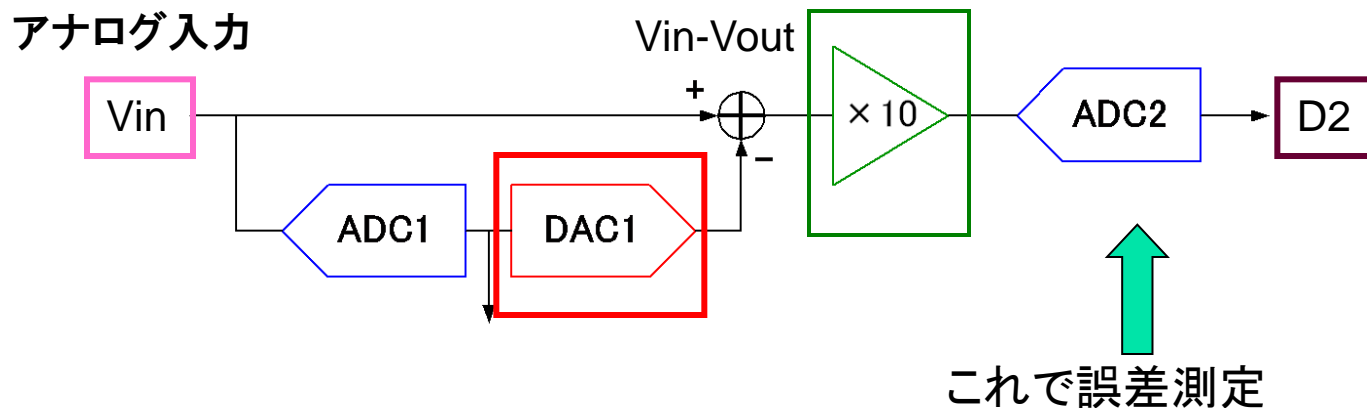 アナログ入力
Vin-Vout
Vin
+
-
×10
ADC2
D2
ADC1
DAC1
これで誤差測定